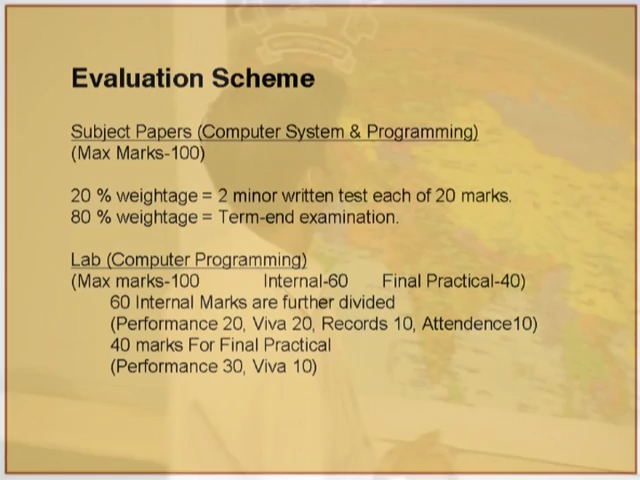 Evaluation Scheme
Subject Papers (Computer System & Programming)
(Max Marks-100)
20 % weightage = 2 minor written test each of 20 marks.
80 % weightage = Term-end examination.
Lab (Computer Programming)
(Max marks-100 Internal-60 Final Practical-40)
60 Internal Marks are further divided
(Performance 20, Viva 20, Records 10, Attendence10)
40 marks For Final Practical
(Performance 30, Viva 10)